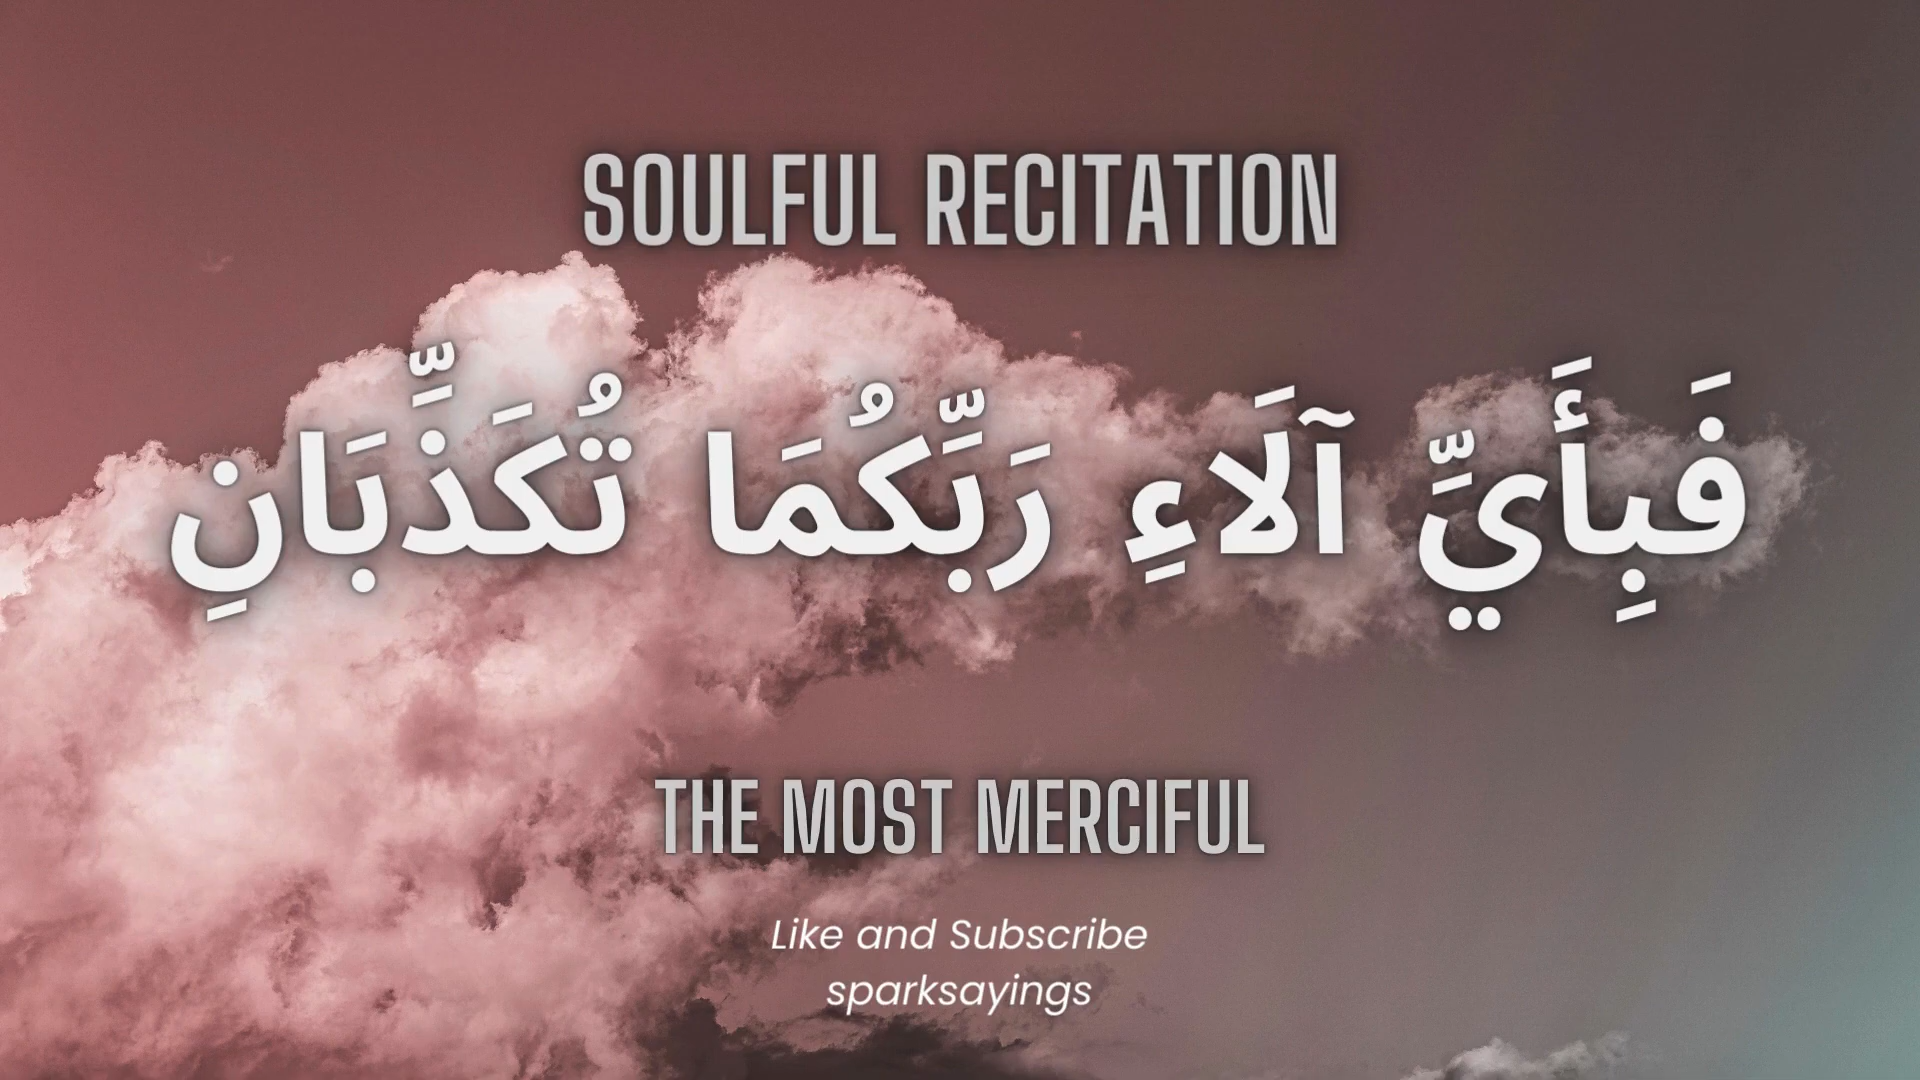 SOULFUL RECITATION
فَبِأَيِّ آلَاءِ رَبِّكُمَا تُكَذِّبَانِ
THE MOST MERCIFUL
Like and Subscribe
sparksayings